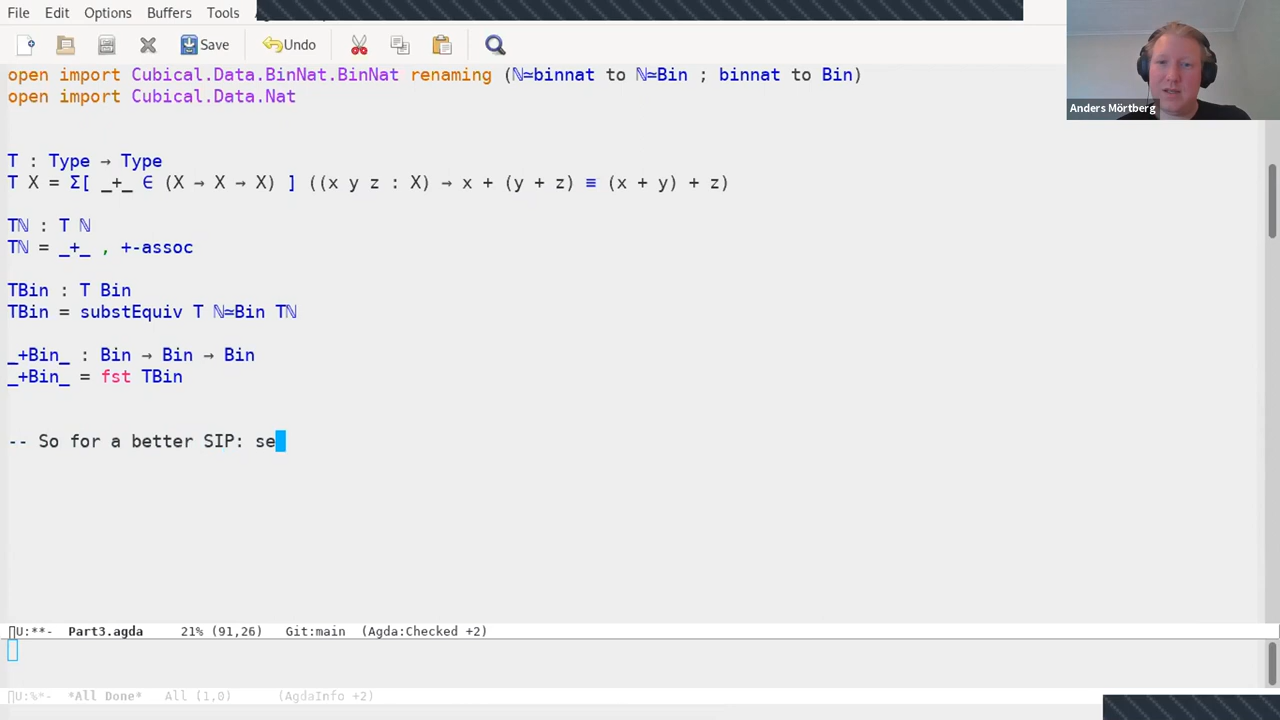 File Edit Options Buffers Tools
Save Undo
open import Cubical.Data.BinNat.BinNat renaming (ℕ≃binnat to ℕ≃Bin ; binnat to Bin)
open import Cubical.Data.Nat
Anders Mörtberg
T : Type → Type
T X = Σ[ _+_ ∈ (X → X → X) ] ((x y z : X) → x + (y + z) ≡ (x + y) + z)
Tℕ : T ℕ
Tℕ = _+_ , +-assoc
TBin : T Bin
TBin = substEquiv T ℕ≃Bin Tℕ
_+Bin_ : Bin → Bin → Bin
_+Bin_ = fst TBin
-- So for a better SIP: se
U:**- Part3.agda 21% (91,26) Git:main (Agda:Checked +2)
U:%*- *All Done* All (1,0) (AgdaInfo +2)